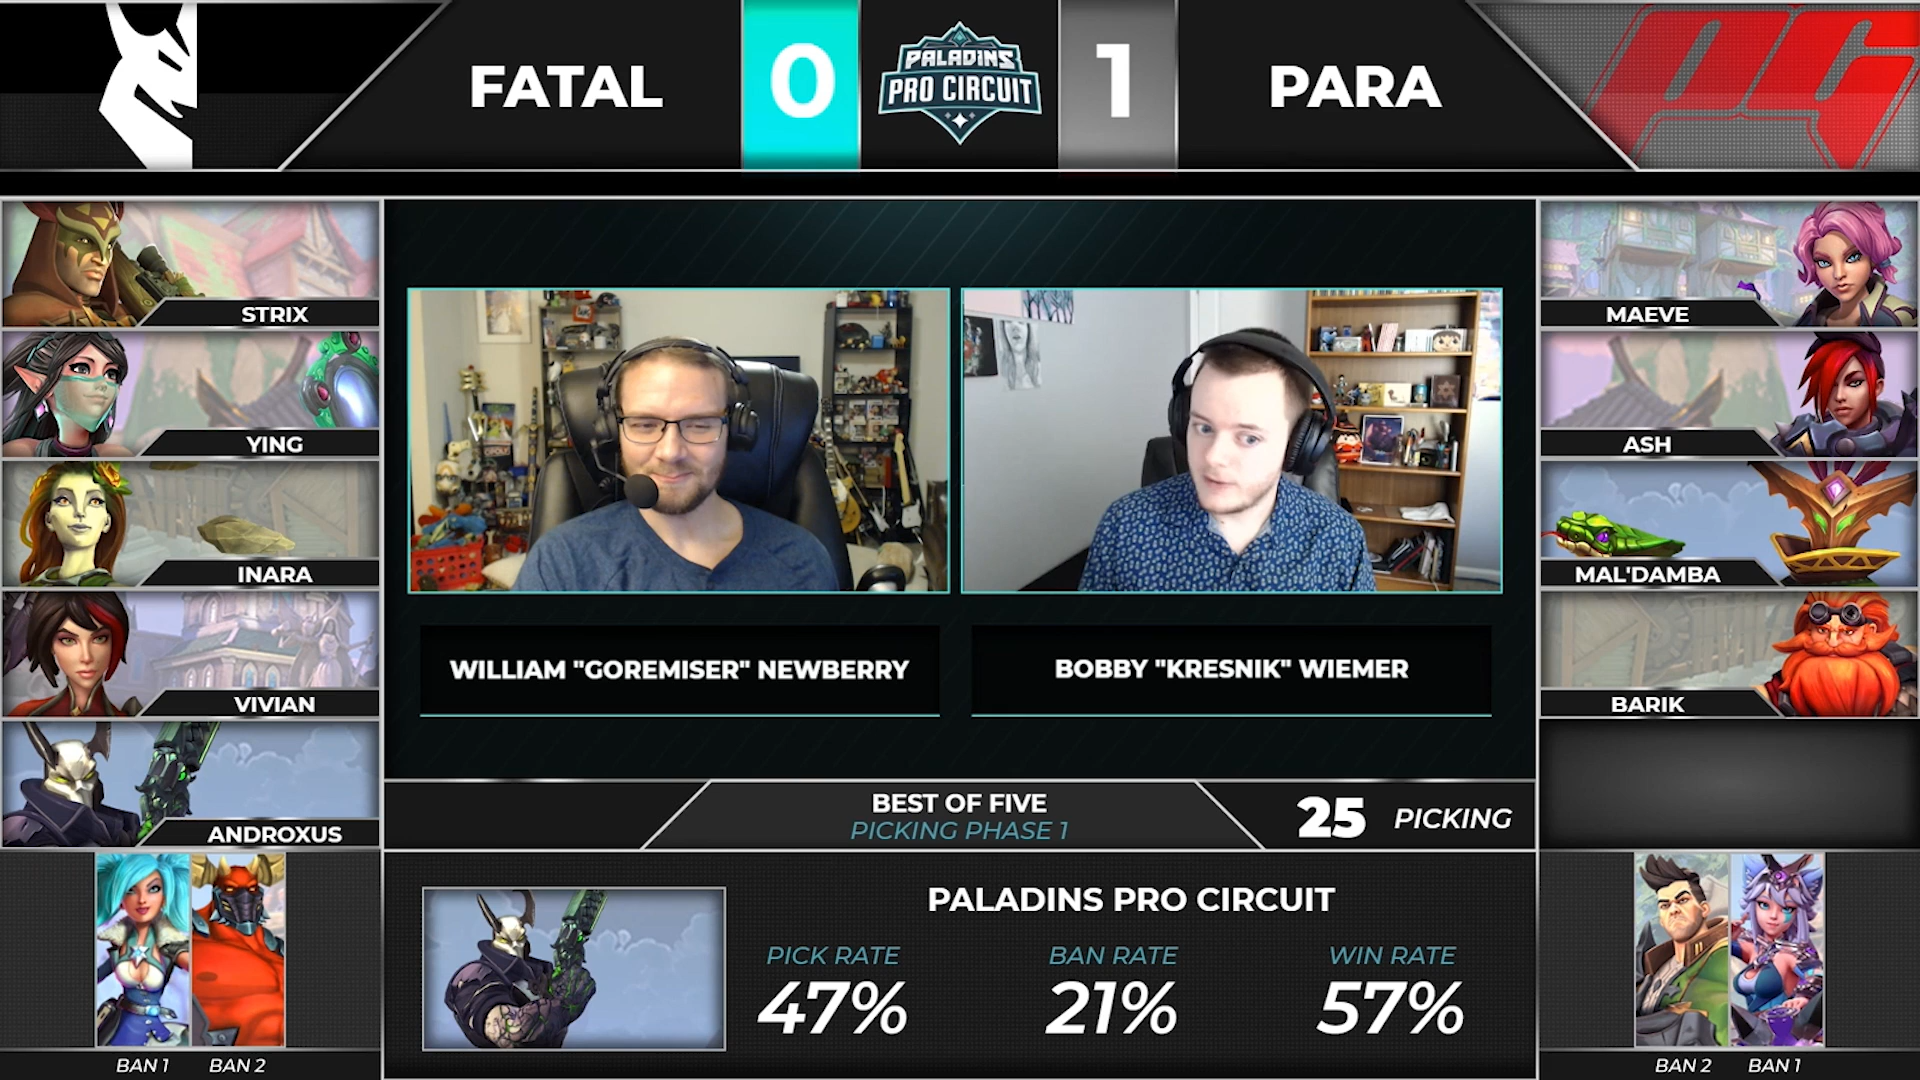 FATAL
0
PALADINS
PRO CIRCUIT
1
PARA
PG
STRIX
YING
INARA
VIVIAN
ANDROXUS
MAEVE
ASH
MAL'DAMBA
BARIK
WILLIAM "GOREMISER" NEWBERRY
BOBBY "KRESNIK" WIEMER
BEST OF FIVE
PICKING PHASE 1
25 PICKING
PALADINS PRO CIRCUIT
PICK RATE
47%
BAN RATE
21%
WIN RATE
57%
BAN 1
BAN 2
BAN 2
BAN 1